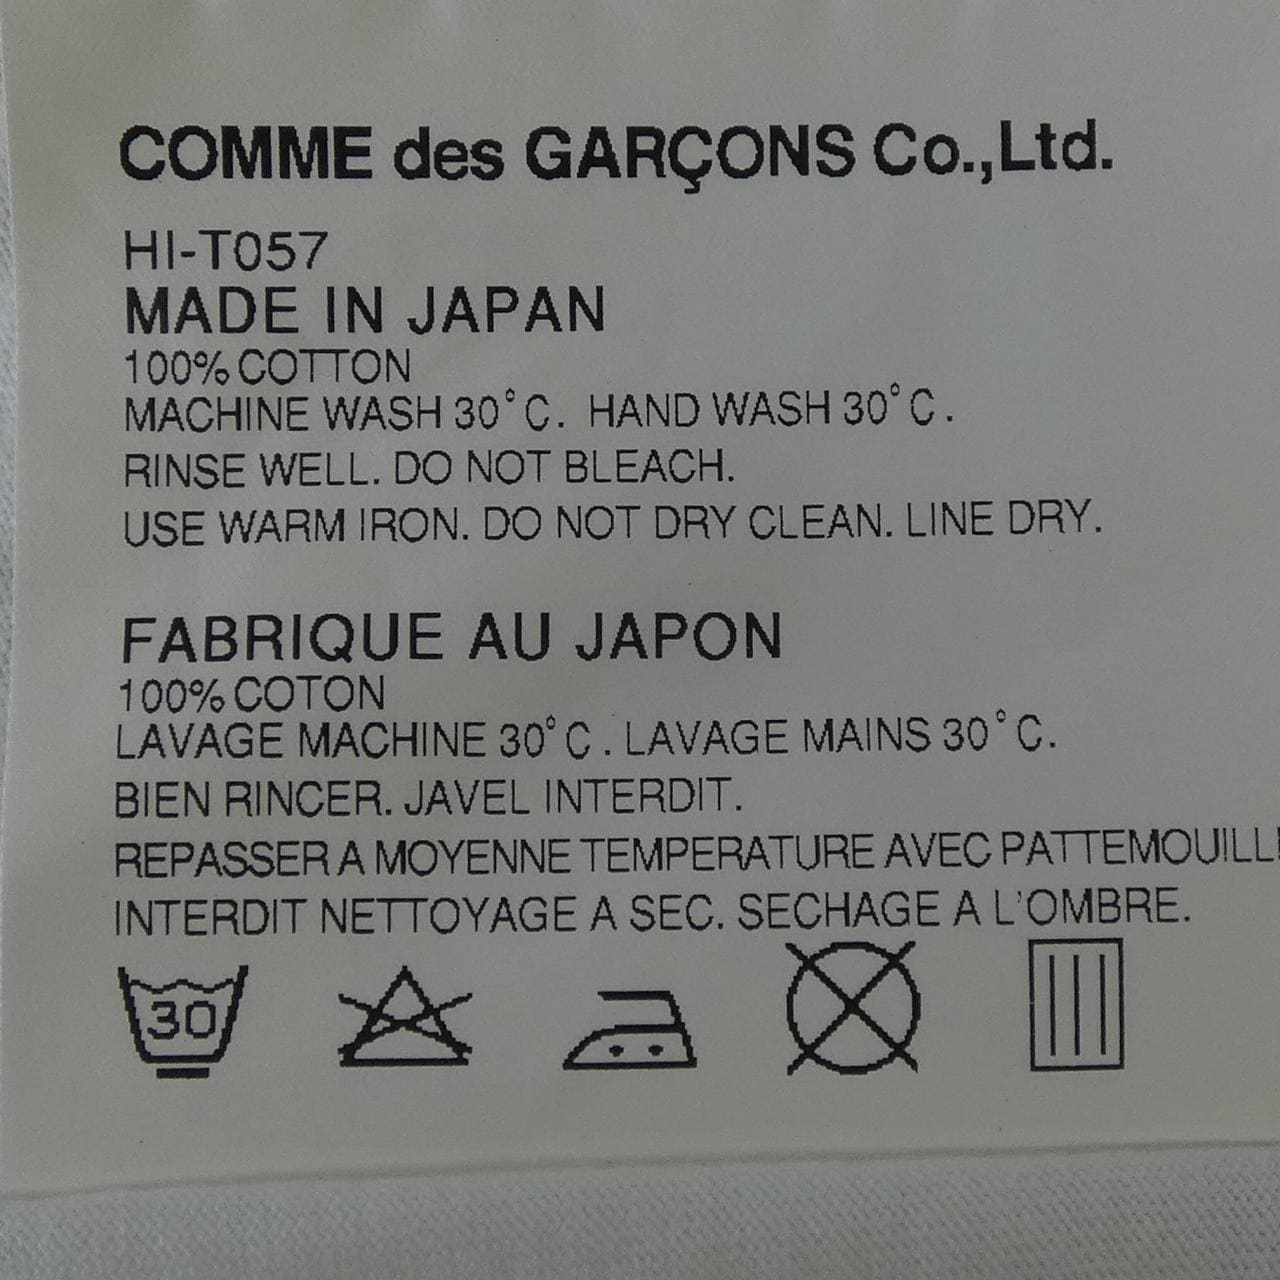 COMME des GARÇONS Co.,Ltd.
HI-T057
MADE IN JAPAN
100% COTTON
MACHINE WASH 30°C. HAND WASH 30°C.
RINSE WELL. DO NOT BLEACH.
USE WARM IRON. DO NOT DRY CLEAN. LINE DRY.
FABRIQUE AU JAPON
100% COTON
LAVAGE MACHINE 30°C. LAVAGE MAINS 30°C.
BIEN RINCER. JAVEL INTERDIT.
REPASSER A MOYENNE TEMPERATURE AVEC
INTERDIT NETTOYAGE A SEC. SECHAGE A L'OMBRE.
30